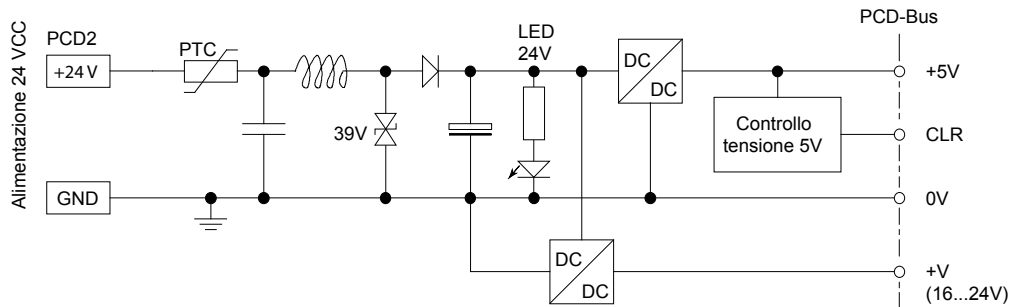 Alimentazione 24 VCC
PCD2
+24 V
PTC
LED
24V
PCD-Bus
DC
DC
+5V
39V
Controllo
tensione 5V
CLR
GND
0V
DC
DC
+V
(16...24V)